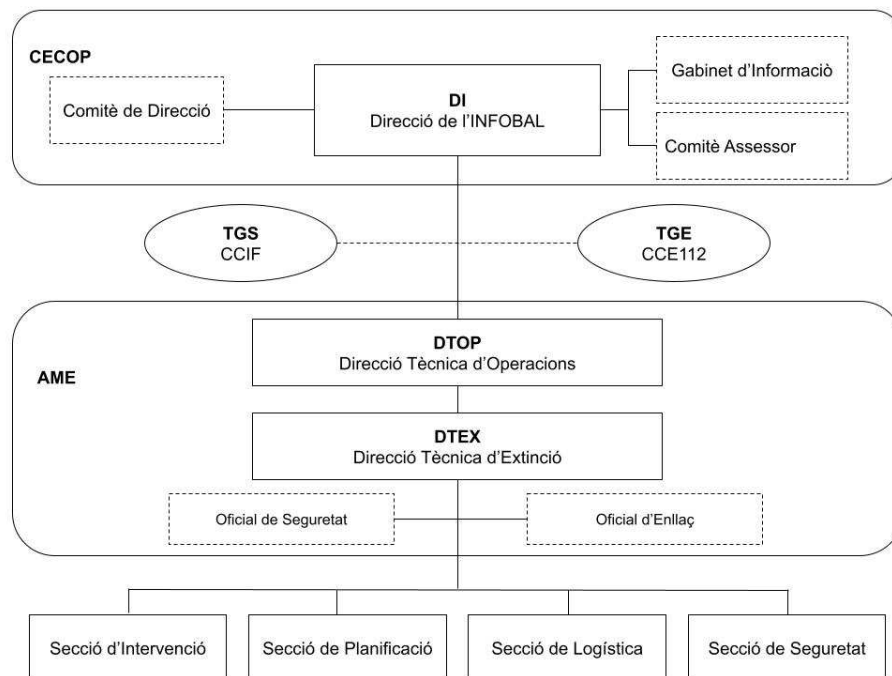 CECOP
Comitè de Direcció
DI
Direcció de l'INFOBAL
Gabinet d'Informaciò
Comitè Assessor
TGS
CCIF
TGE
CCE112
AME
DTOP
Direcció Tècnica d'Operacions
DTEX
Direcció Tècnica d'Extinció
Oficial de Seguretat
Oficial d'Enllaç
Secció d'Intervenció
Secció de Planificació
Secció de Logística
Secció de Seguretat